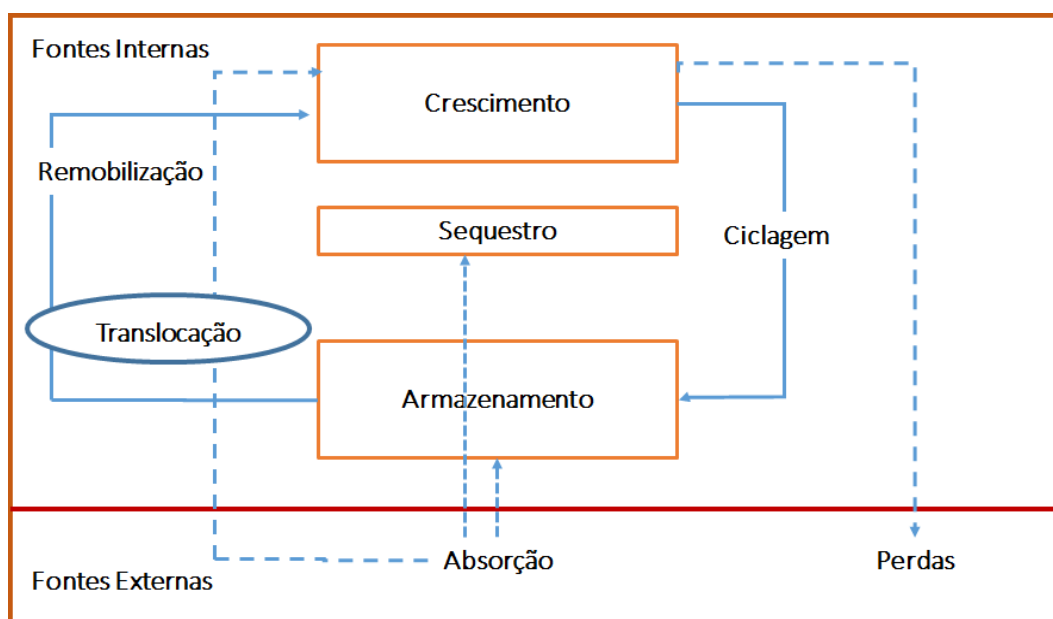 Fontes Internas
Crescimento
Remobilização
Sequestro
Ciclagem
Translocação
Armazenamento
Absorção
Perdas
Fontes Externas